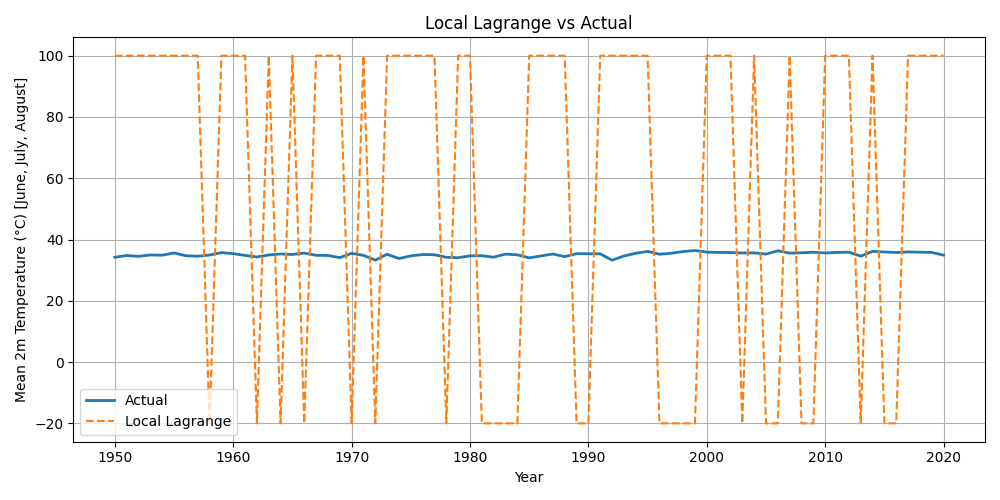 Local Lagrange vs Actual
Mean 2m Temperature (°C) [June, July, August]
100
80
60
40
20
0
−20
Actual
Local Lagrange
1950 1960 1970 1980 1990 2000 2010 2020
Year